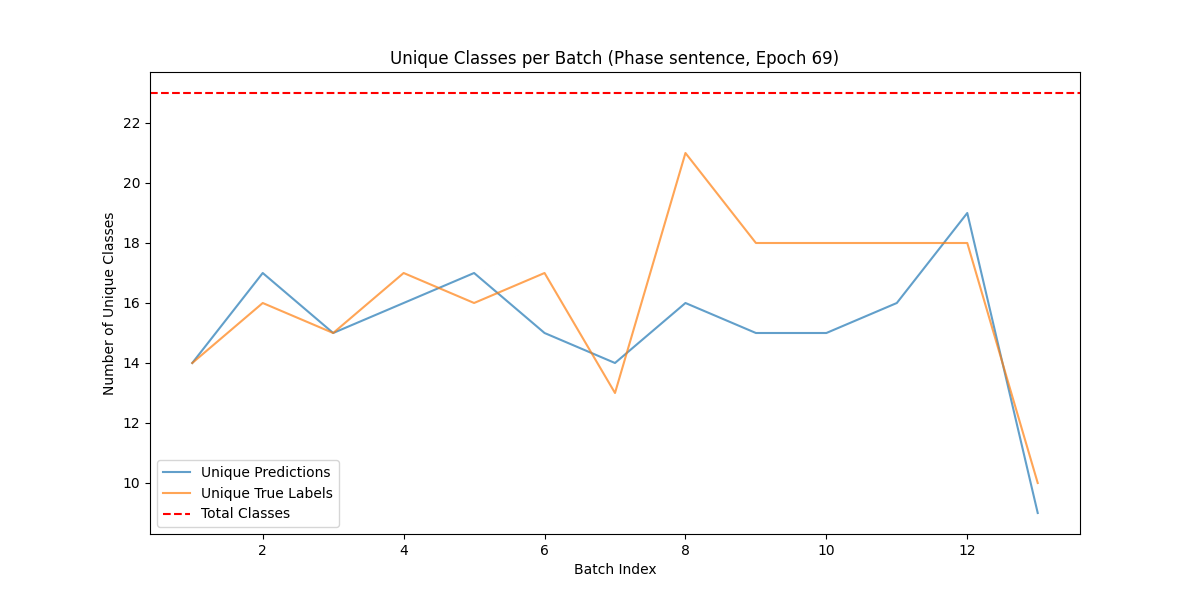 Unique Classes per Batch (Phase sentence, Epoch 69)
Number of Unique Classes
22
20
18
16
14
12
10
Unique Predictions
Unique True Labels
Total Classes
2 4 6 8 10 12
Batch Index